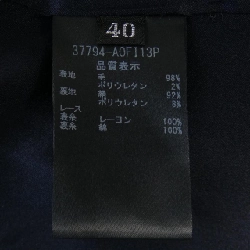 40
37794 A0FI13P
品質表示
表地 毛 98%
ポリウレタン 2%
裏地 綿 97%
ポリウレタン 3%
レース
表糸 レーヨン 100%
裏糸 綿 100%